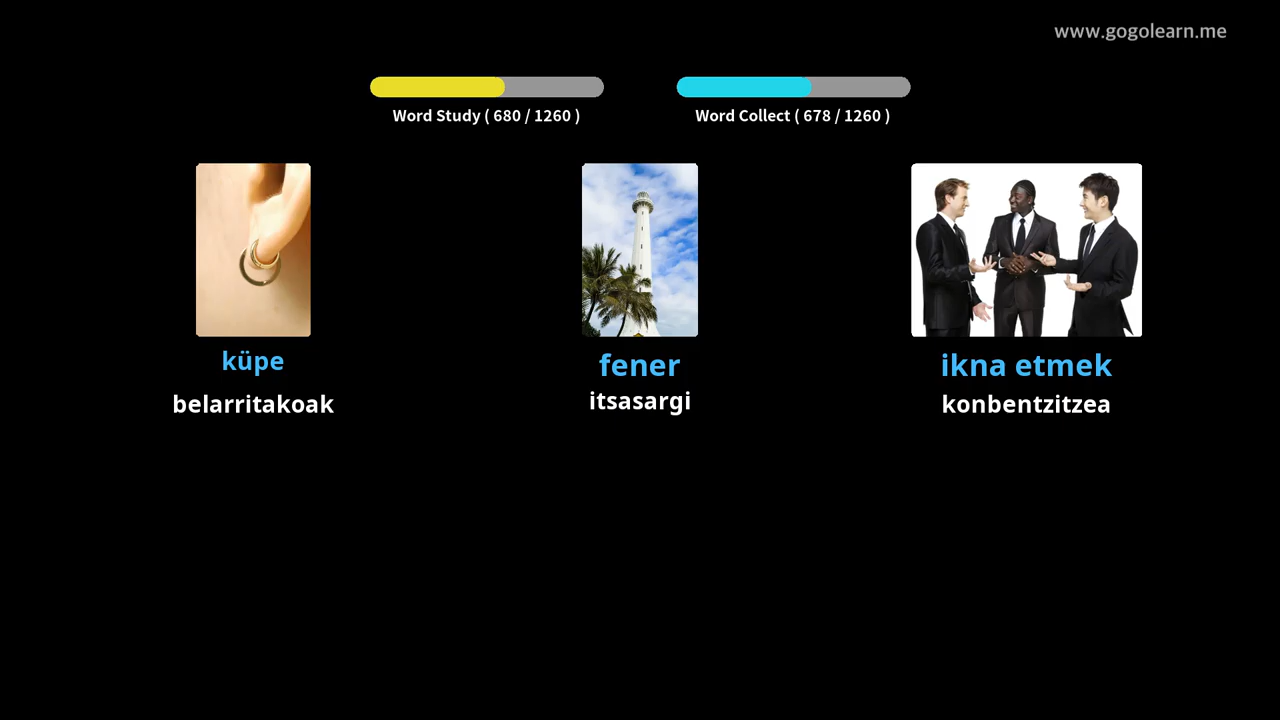 www.gogolearn.me
Word Study ( 680 / 1260 )
Word Collect ( 678 / 1260 )
küpe
fener
ikna etmek
belarritakoak
itsasargi
konbentzitzea